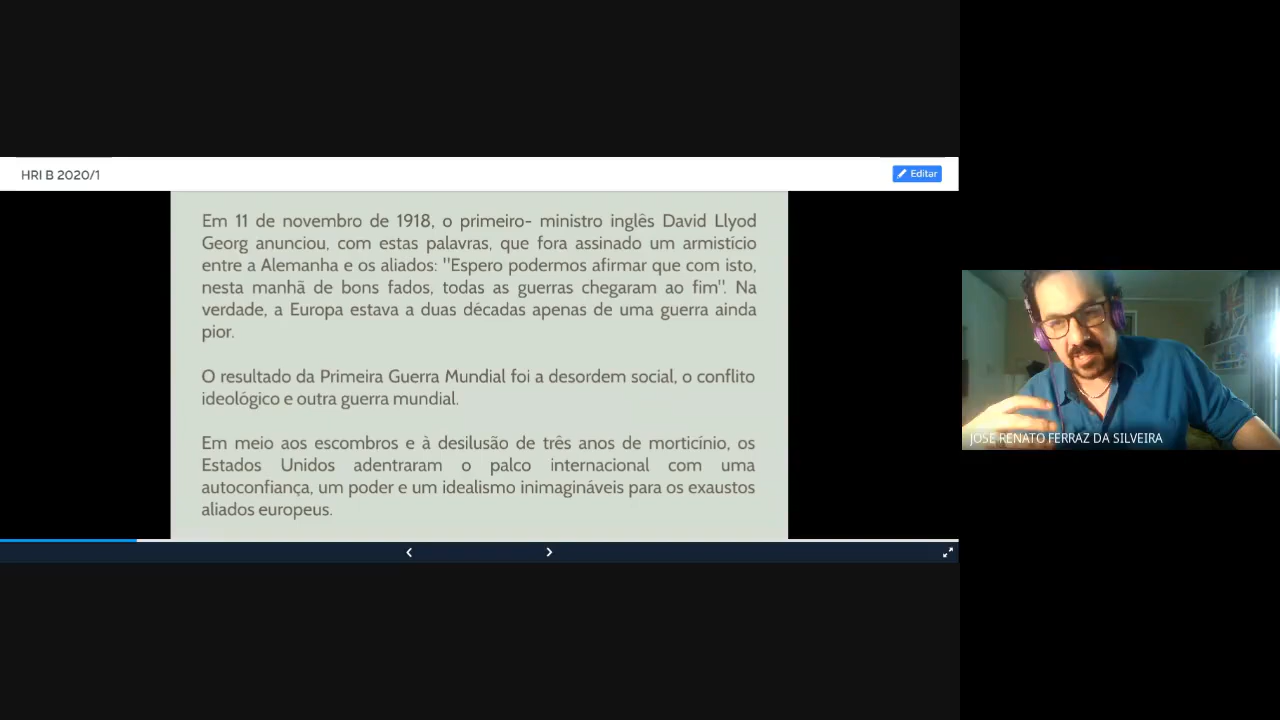 HRI B 2020/1
Editar
Em 11 de novembro de 1918, o primeiro- ministro inglês David Llyod
Georg anunciou, com estas palavras, que fora assinado um armistício
entre a Alemanha e os aliados: "Espero podermos afirmar que com isto,
nesta manhã de bons fados, todas as guerras chegaram ao fim". Na
verdade, a Europa estava a duas décadas apenas de uma guerra ainda
pior.
O resultado da Primeira Guerra Mundial foi a desordem social, o conflito
ideológico e outra guerra mundial.
Em meio aos escombros e à desilusão de três anos de morticínio, os
Estados Unidos adentraram o palco internacional com uma
autoconfiança, um poder e um idealismo inimagináveis para os exaustos
aliados europeus.
JOSE RENATO FERRAZ DA SILVEIRA